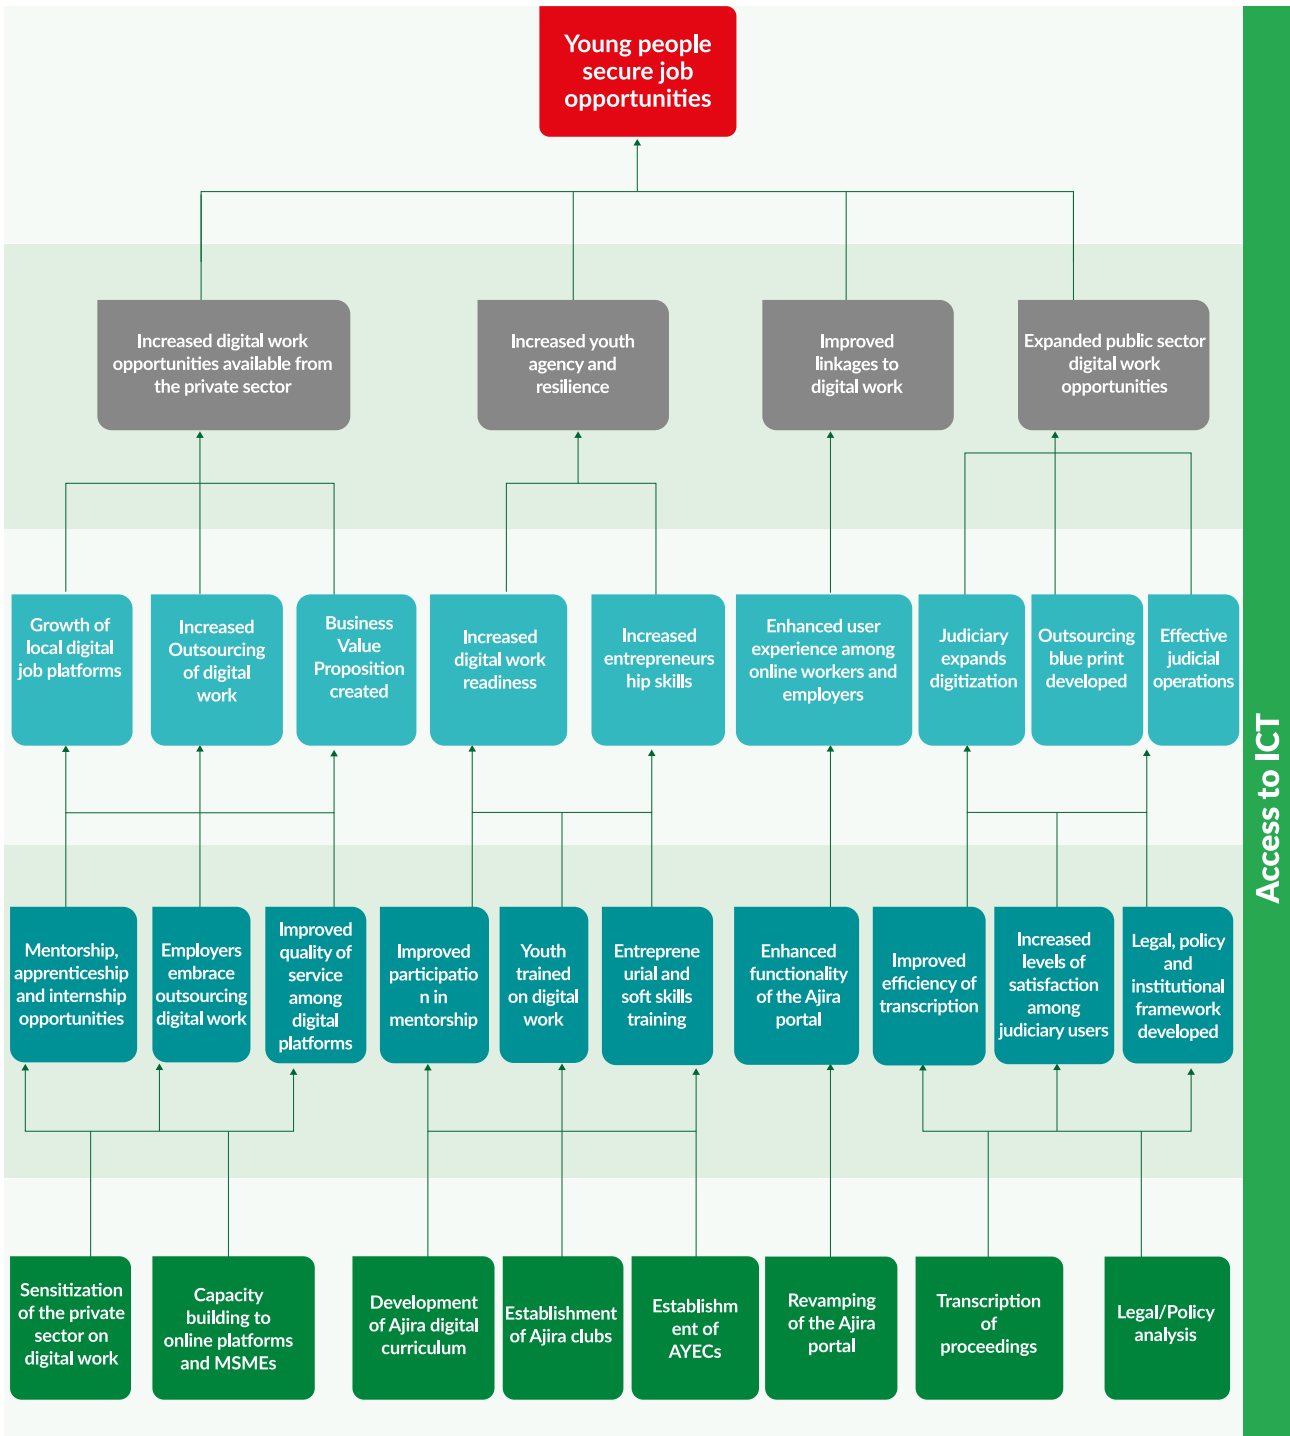 Young people
secure job
opportunities
Increased digital work
opportunities available from
the private sector
Increased youth
agency and
resilience
Improved
linkages to
digital work
Expanded public sector
digital work
opportunities
Growth of
local digital
job platforms
Increased
Outsourcing
of digital
work
Business
Value
Proposition
created
Increased
digital work
readiness
Increased
entrepreneurs
hip skills
Enhanced user
experience among
online workers and
employers
Judiciary
expands
digitization
Outsourcing
blue print
developed
Effective
judicial
operations
Mentorship,
apprenticeship
and internship
opportunities
Employers
embrace
outsourcing
digital work
Improved
quality of
service
among
digital
platforms
Improved
participatio
n in
mentorship
Youth
trained
on digital
work
Entreprene
urial and
soft skills
training
Enhanced
functionality
of the Ajira
portal
Improved
efficiency of
transcription
Increased
levels of
satisfaction
among
judiciary users
Legal, policy
and
institutional
framework
developed
Sensitization
of the private
sector on
digital work
Capacity
building to
online platforms
and MSMEs
Development
of Ajira digital
curriculum
Establishment
of Ajira clubs
Establishm
ent of
AYECs
Revamping
of the Ajira
portal
Transcription
of
proceedings
Legal/Policy
analysis
Access to ICT